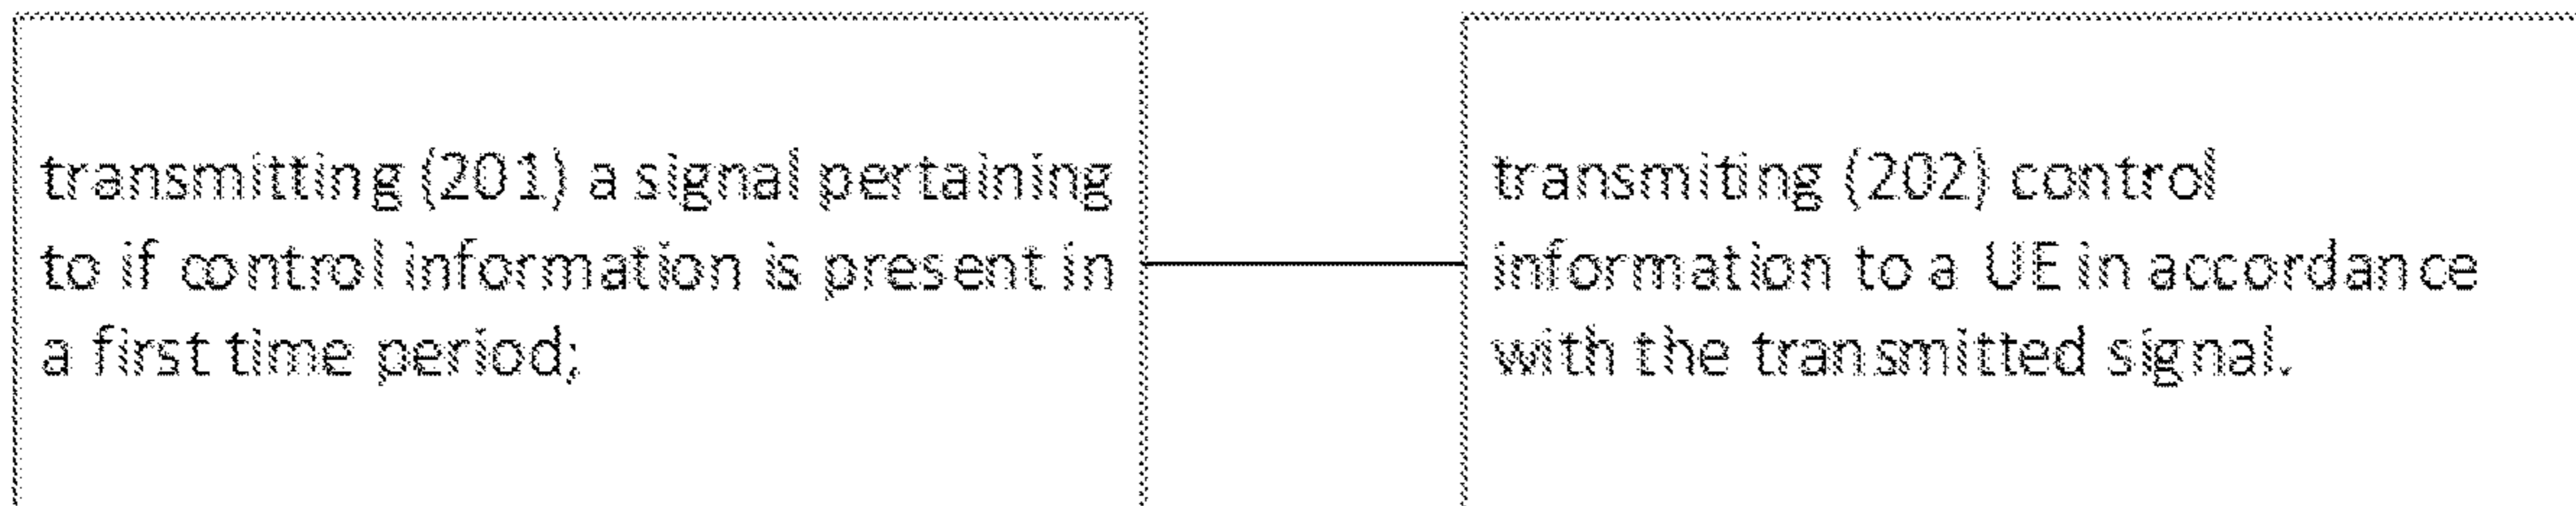 transmitting (201) a signal pertaining
to if control information is present in
a first time period;
transmiting (202) control
information to a UE in accordance
with the transmitted signal.